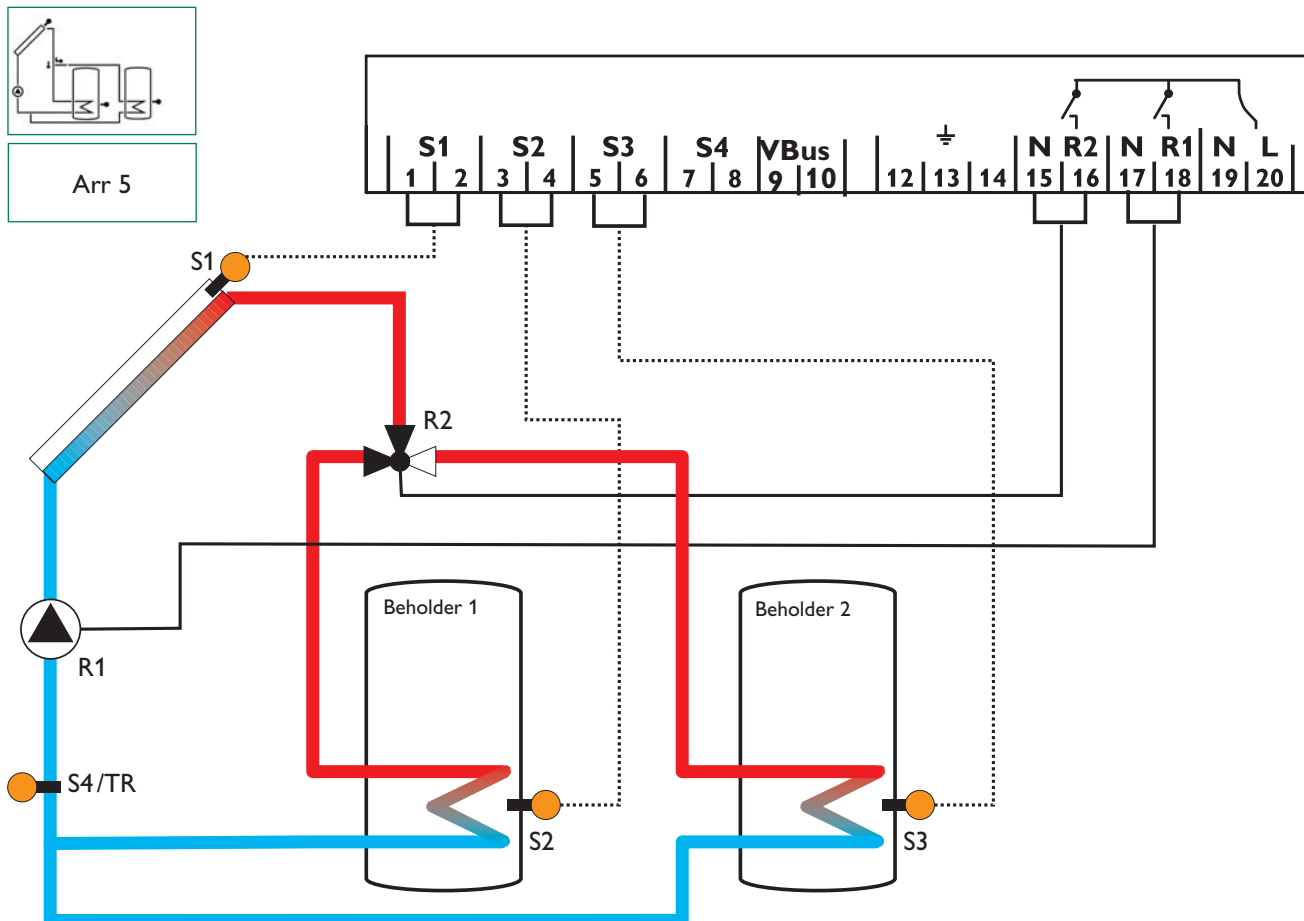 Arr 5
S1 S2 S3 S4 VBus N R2 N R1 N L
1 2 3 4 5 6 7 8 9 10 12 13 14 15 16 17 18 19 20
S1
R2
Beholder 1
Beholder 2
R1
S4/TR
S2
S3